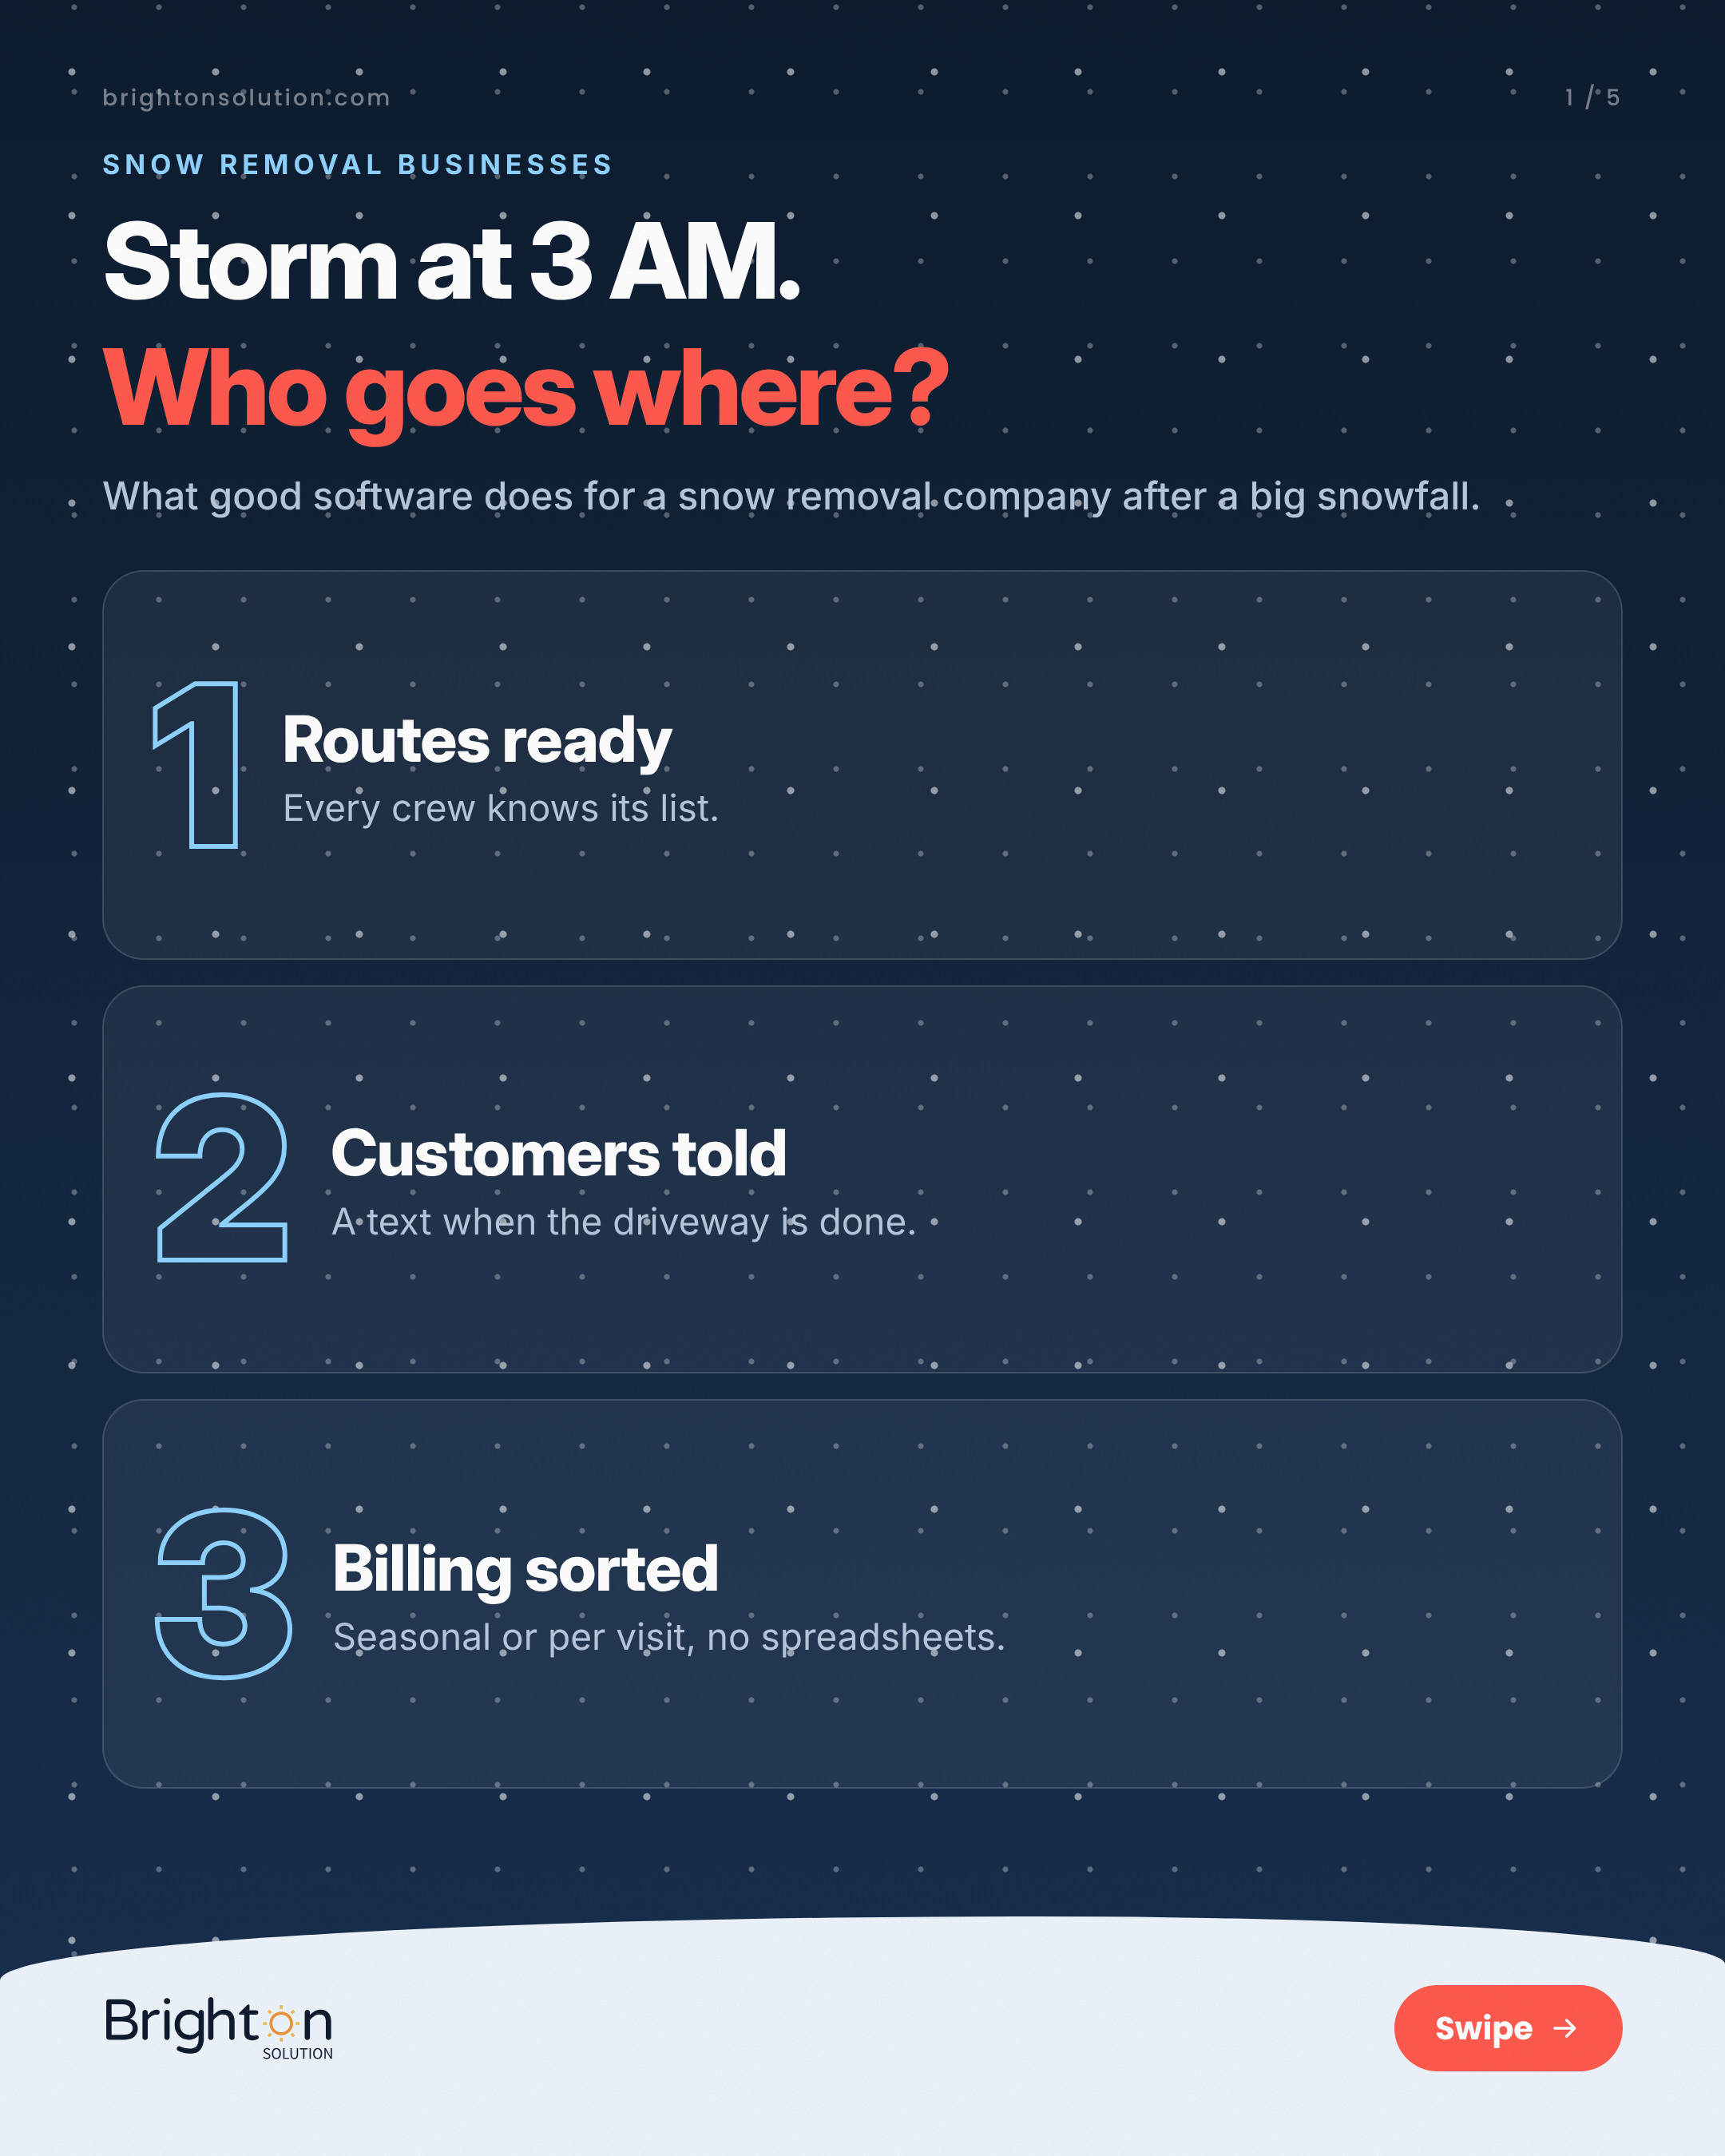 brightonsolution.com
1 / 5
SNOW REMOVAL BUSINESSES
Storm at 3 AM.
Who goes where?
What good software does for a snow removal company after a big snowfall.
1
Routes ready
Every crew knows its list.
2
Customers told
A text when the driveway is done.
3
Billing sorted
Seasonal or per visit, no spreadsheets.
Brighton
SOLUTION
Swipe →